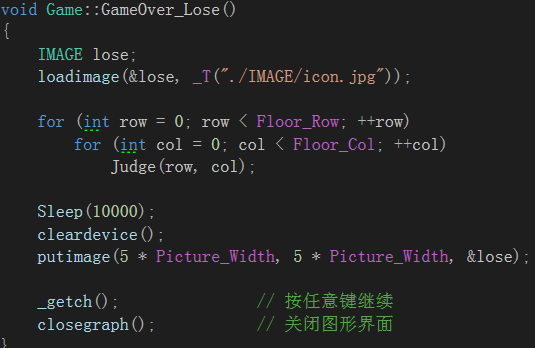 void Game::GameOver_Lose()
{
    IMAGE lose;
    loadimage(&lose, _T("./IMAGE/icon.jpg"));

    for (int row = 0; row < Floor_Row; ++row)
        for (int col = 0; col < Floor_Col; ++col)
            Judge(row, col);

    Sleep(10000);
    cleardevice();
    putimage(5 * Picture_Width, 5 * Picture_Width, &lose);

    _getch();               // 按任意键继续
    closegraph();           // 关闭图形界面
}